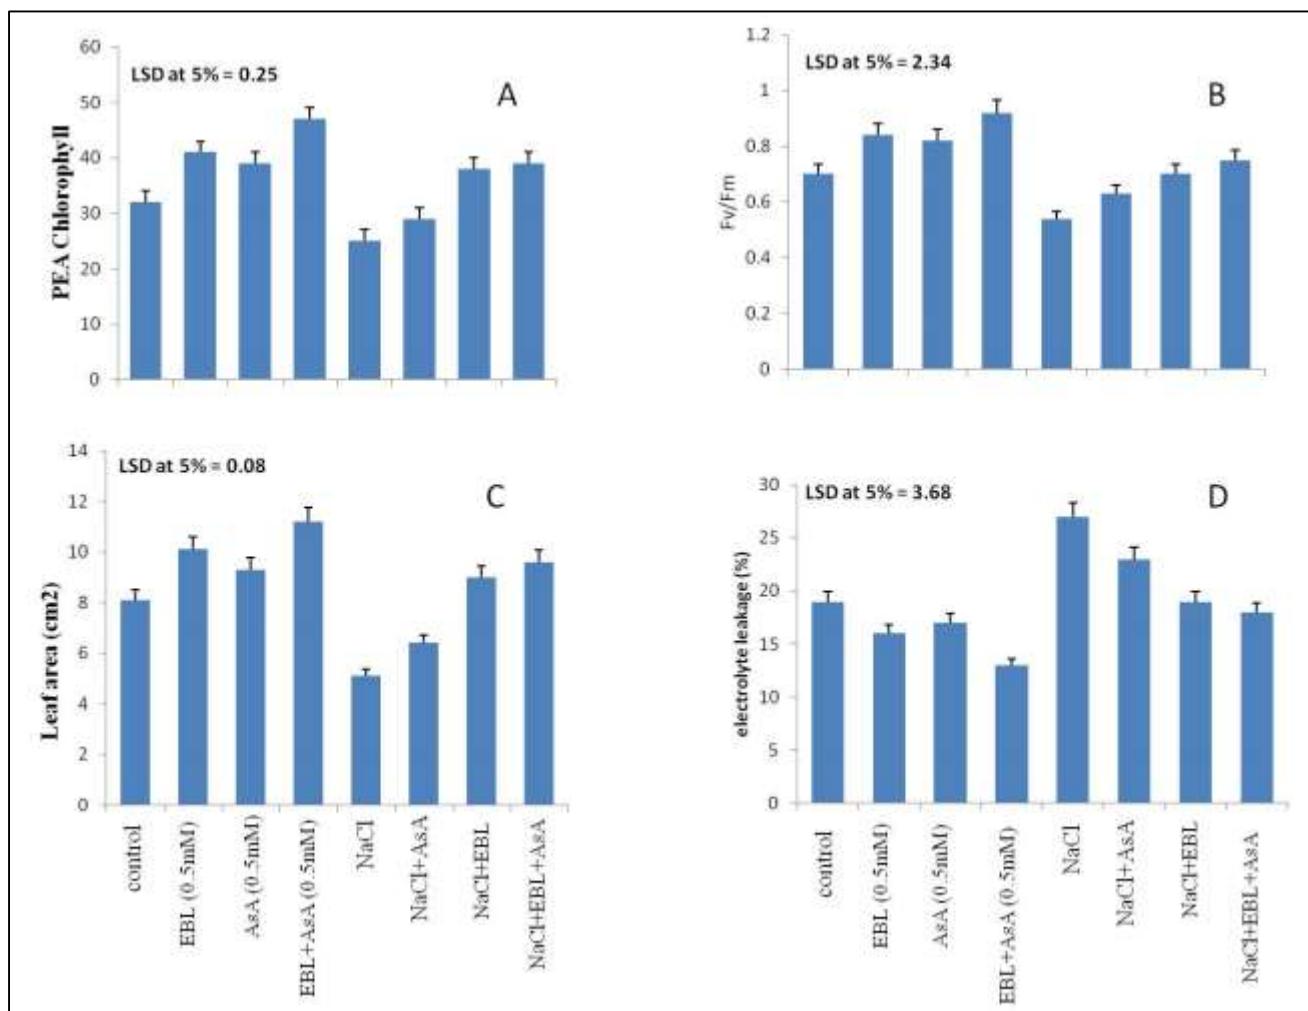 LSD at 5% = 0.25
A
PEA Chlorophyll
60
50
40
30
20
10
0
LSD at 5% = 2.34
B
Fv/Fm
1.2
1
0.8
0.6
0.4
0.2
0
LSD at 5% = 0.08
C
Leaf area (cm2)
14
12
10
8
6
4
2
0
control
EBL (0.5mM)
AsA (0.5mM)
EBL+AsA (0.5mM)
NaCl
NaCl+AsA
NaCl+EBL
NaCl+EBL+AsA
LSD at 5% = 3.68
D
electrolyte leakage (%)
30
25
20
15
10
5
0
control
EBL (0.5mM)
AsA (0.5mM)
EBL+AsA (0.5mM)
NaCl
NaCl+AsA
NaCl+EBL
NaCl+EBL+AsA